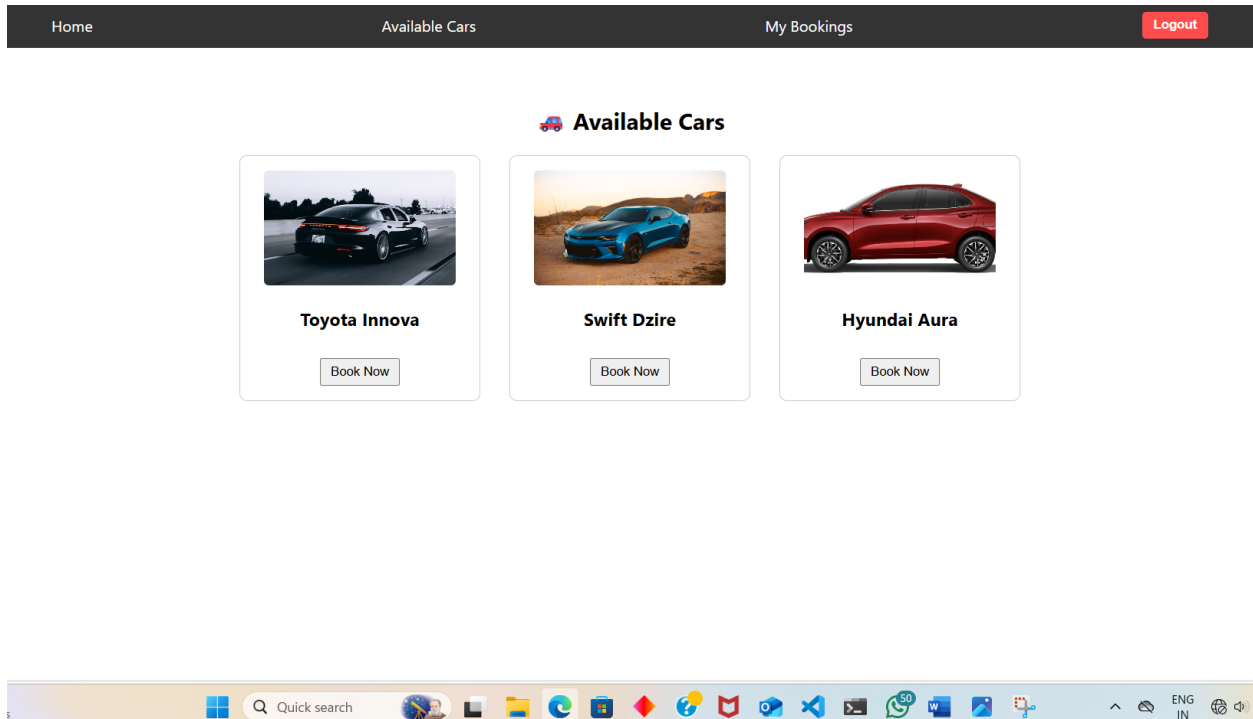 Home Available Cars My Bookings Logout
Available Cars
Toyota Innova Swift Dzire Hyundai Aura
Book Now Book Now Book Now
Quick search 50 ENG
IN